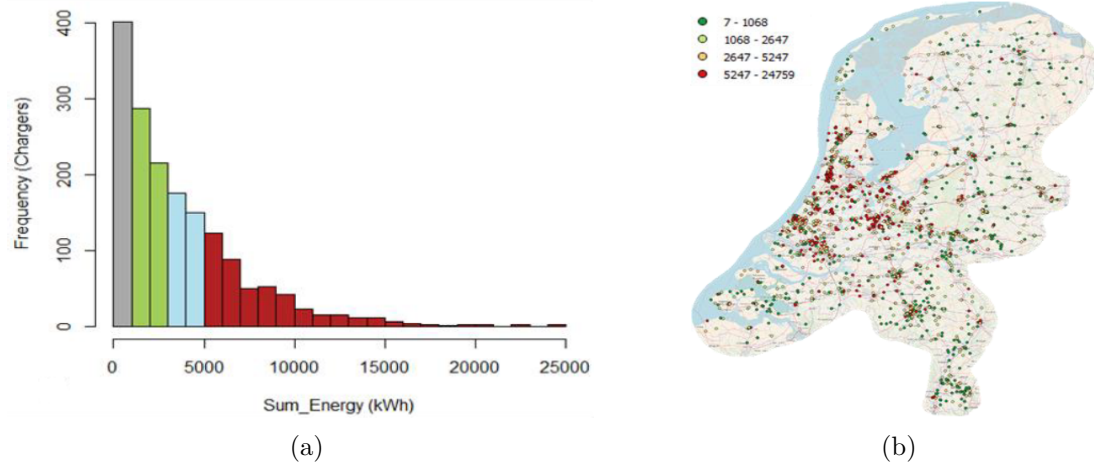 Frequency (Chargers)
400
300
200
100
0
0 5000 10000 15000 20000 25000
Sum_Energy (kWh)
(a)
7 - 1068
1068 - 2647
2647 - 5247
5247 - 24759
(b)